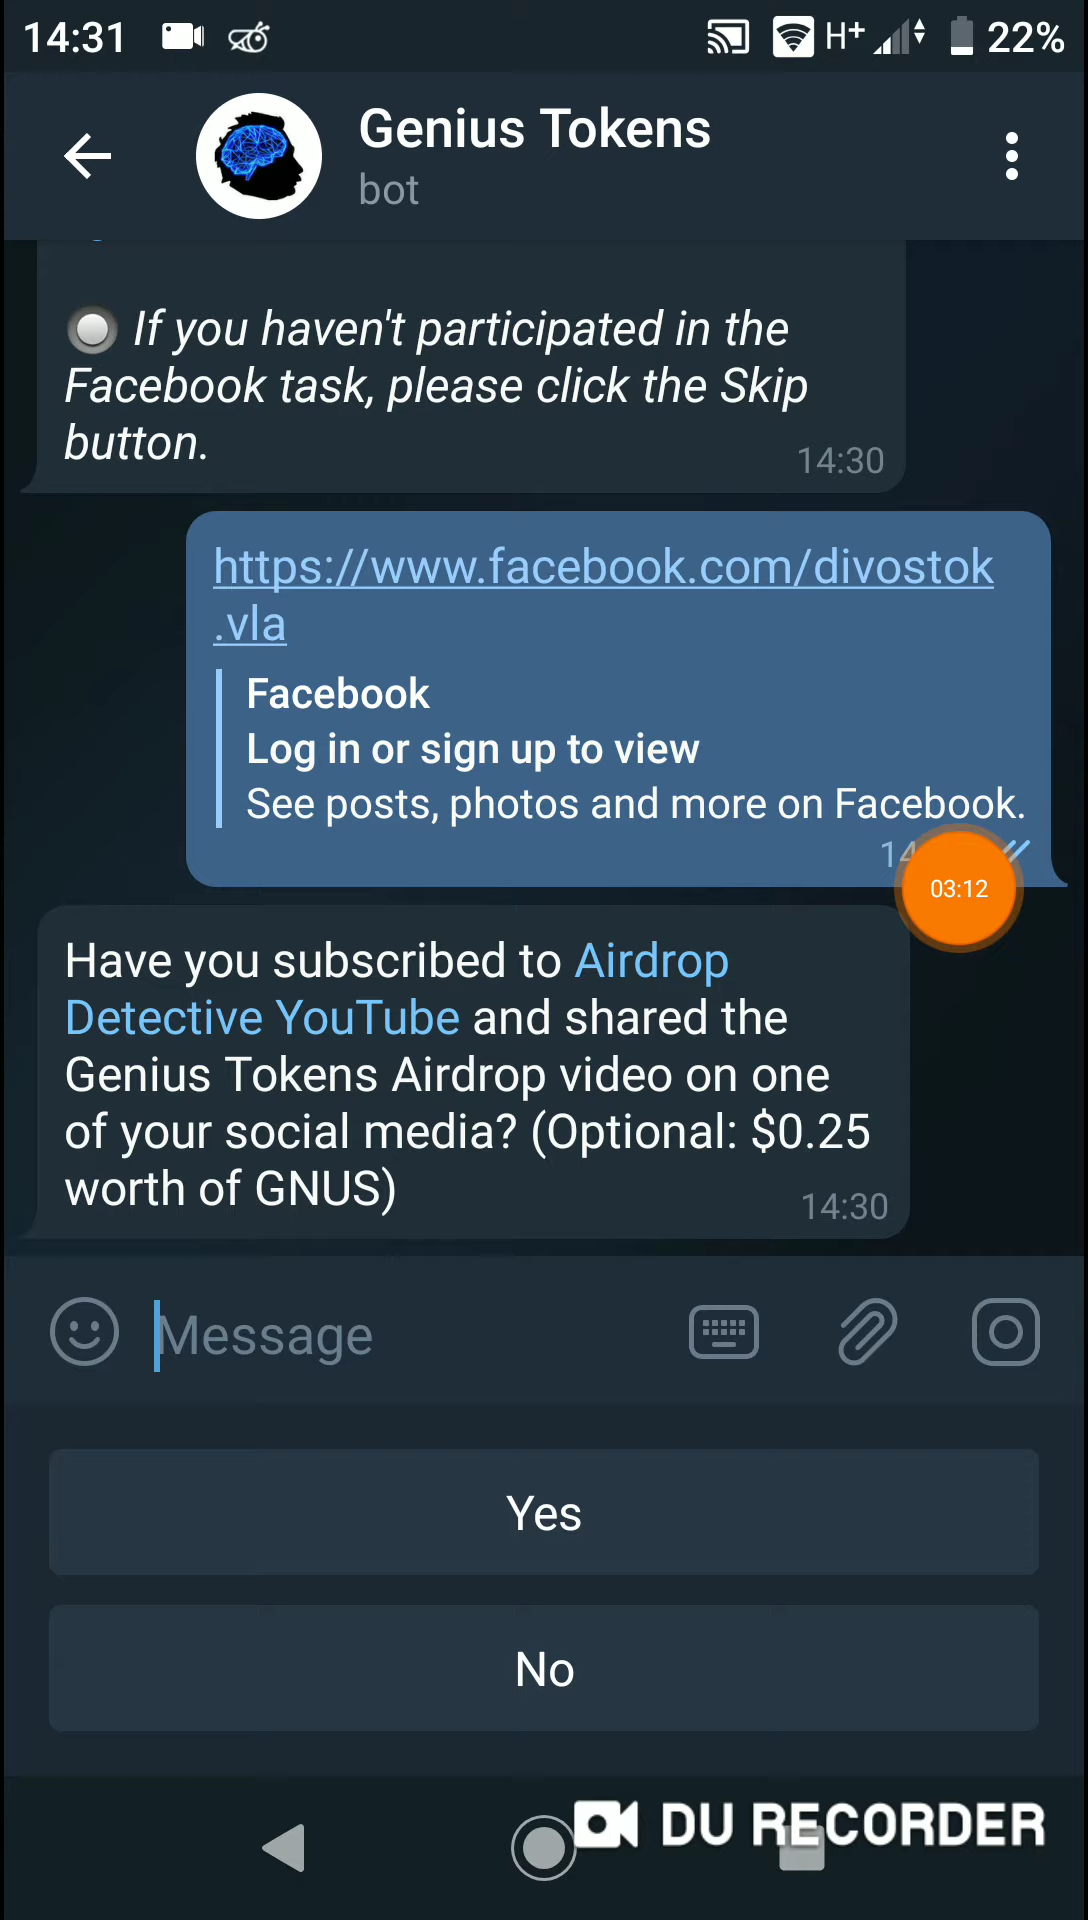 14:31
H+
22%
Genius Tokens
bot
If you haven't participated in the
Facebook task, please click the Skip
button.
14:30
https://www.facebook.com/divostok
.vla
Facebook
Log in or sign up to view
See posts, photos and more on Facebook.
03:12
Have you subscribed to Airdrop
Detective YouTube and shared the
Genius Tokens Airdrop video on one
of your social media? (Optional: $0.25
worth of GNUS)
14:30
Message
Yes
No
DU RECORDER